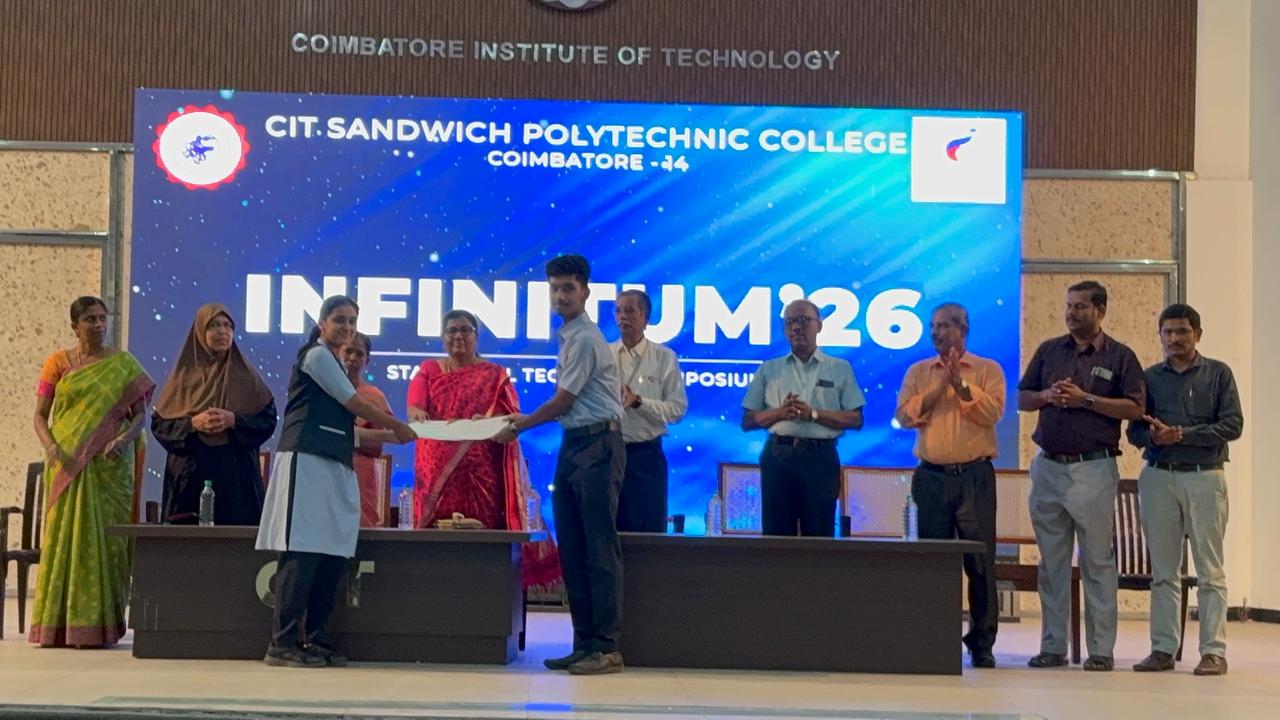 COIMBATORE INSTITUTE OF TECHNOLOGY
CIT SANDWICH POLYTECHNIC COLLEGE
COIMBATORE - 14
INFINITUM'26